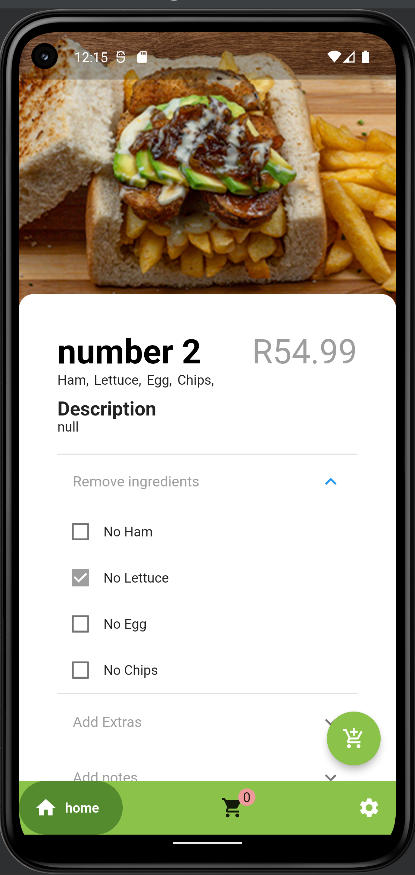 12:15
number 2 R54.99
Ham, Lettuce, Egg, Chips,
Description
null
Remove ingredients
No Ham
No Lettuce
No Egg
No Chips
Add Extras
Add notes
home 0